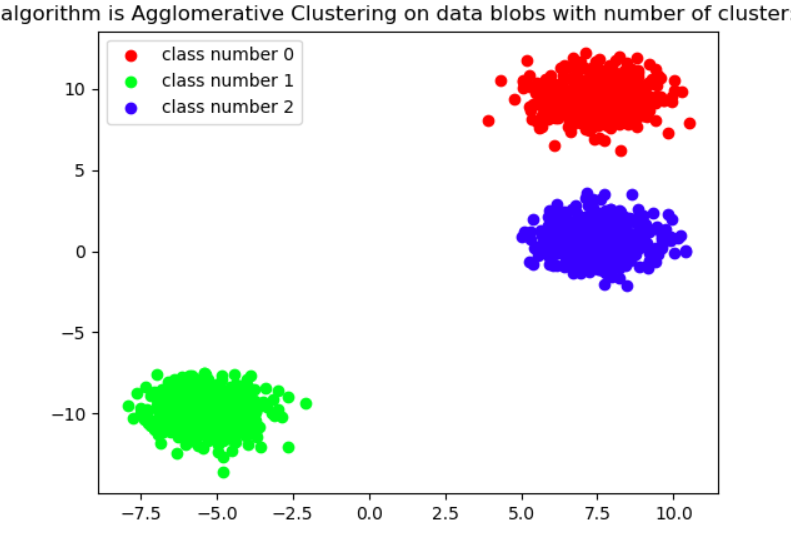 algorithm is Agglomerative Clustering on data blobs with number of
class number 0
class number 1
class number 2
10
5
0
−5
−10
−7.5 −5.0 −2.5 0.0 2.5 5.0 7.5 10.0